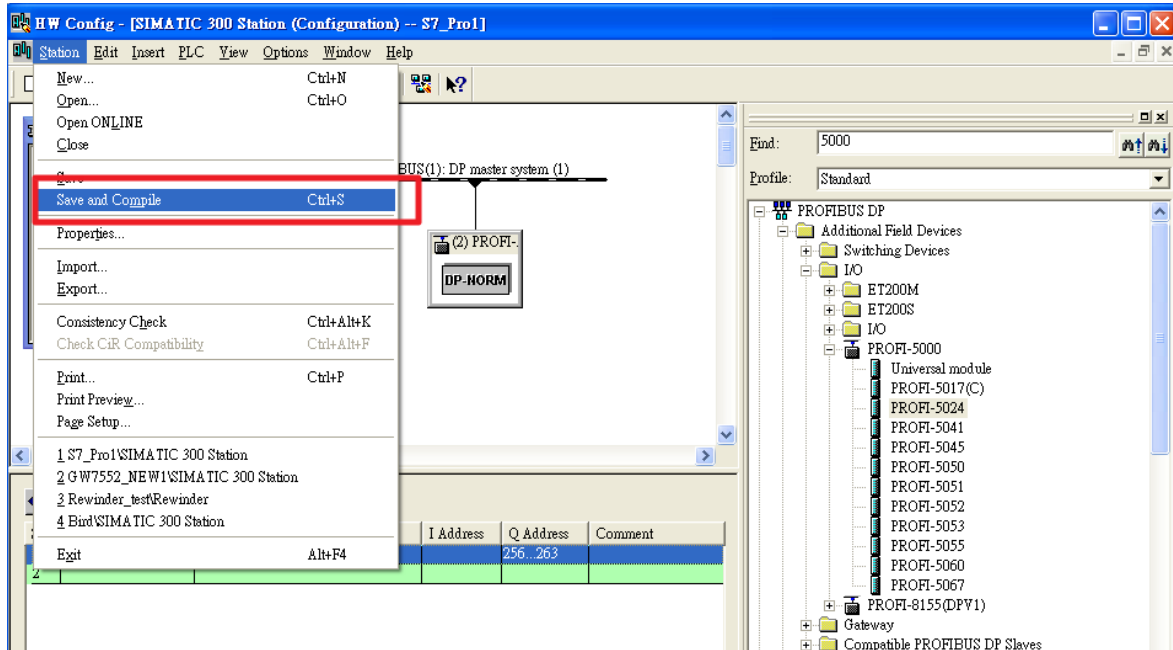 HW Config - [SIMATIC 300 Station (Configuration) -- S7_Pro1]
Station Edit Insert PLC View Options Window Help
New... Ctrl+N
Open... Ctrl+O
Open ONLINE
Close
Save and Compile Ctrl+S
Properties...
Import...
Export...
Consistency Check Ctrl+Alt+K
Check CiR Compatibility Ctrl+Alt+F
Print... Ctrl+P
Print Preview...
Page Setup...
1 S7_Pro1\SIMATIC 300 Station
2 GW7552_NEW1\SIMATIC 300 Station
3 Rewinder_test\Rewinder
4 Bird\SIMATIC 300 Station
Exit Alt+F4
BUS(1): DP master system (1)
(2) PROFI-
DP-NORM
I Address Q Address Comment
256...263
2
Find: 5000
Profile: Standard
PROFIBUS DP
Additional Field Devices
Switching Devices
I/O
ET200M
ET200S
I/O
PROFI-5000
Universal module
PROFI-5017(C)
PROFI-5024
PROFI-5041
PROFI-5045
PROFI-5050
PROFI-5051
PROFI-5052
PROFI-5053
PROFI-5055
PROFI-5060
PROFI-5067
PROFI-8155(DPV1)
Gateway
Compatible PROFIBUS DP Slaves